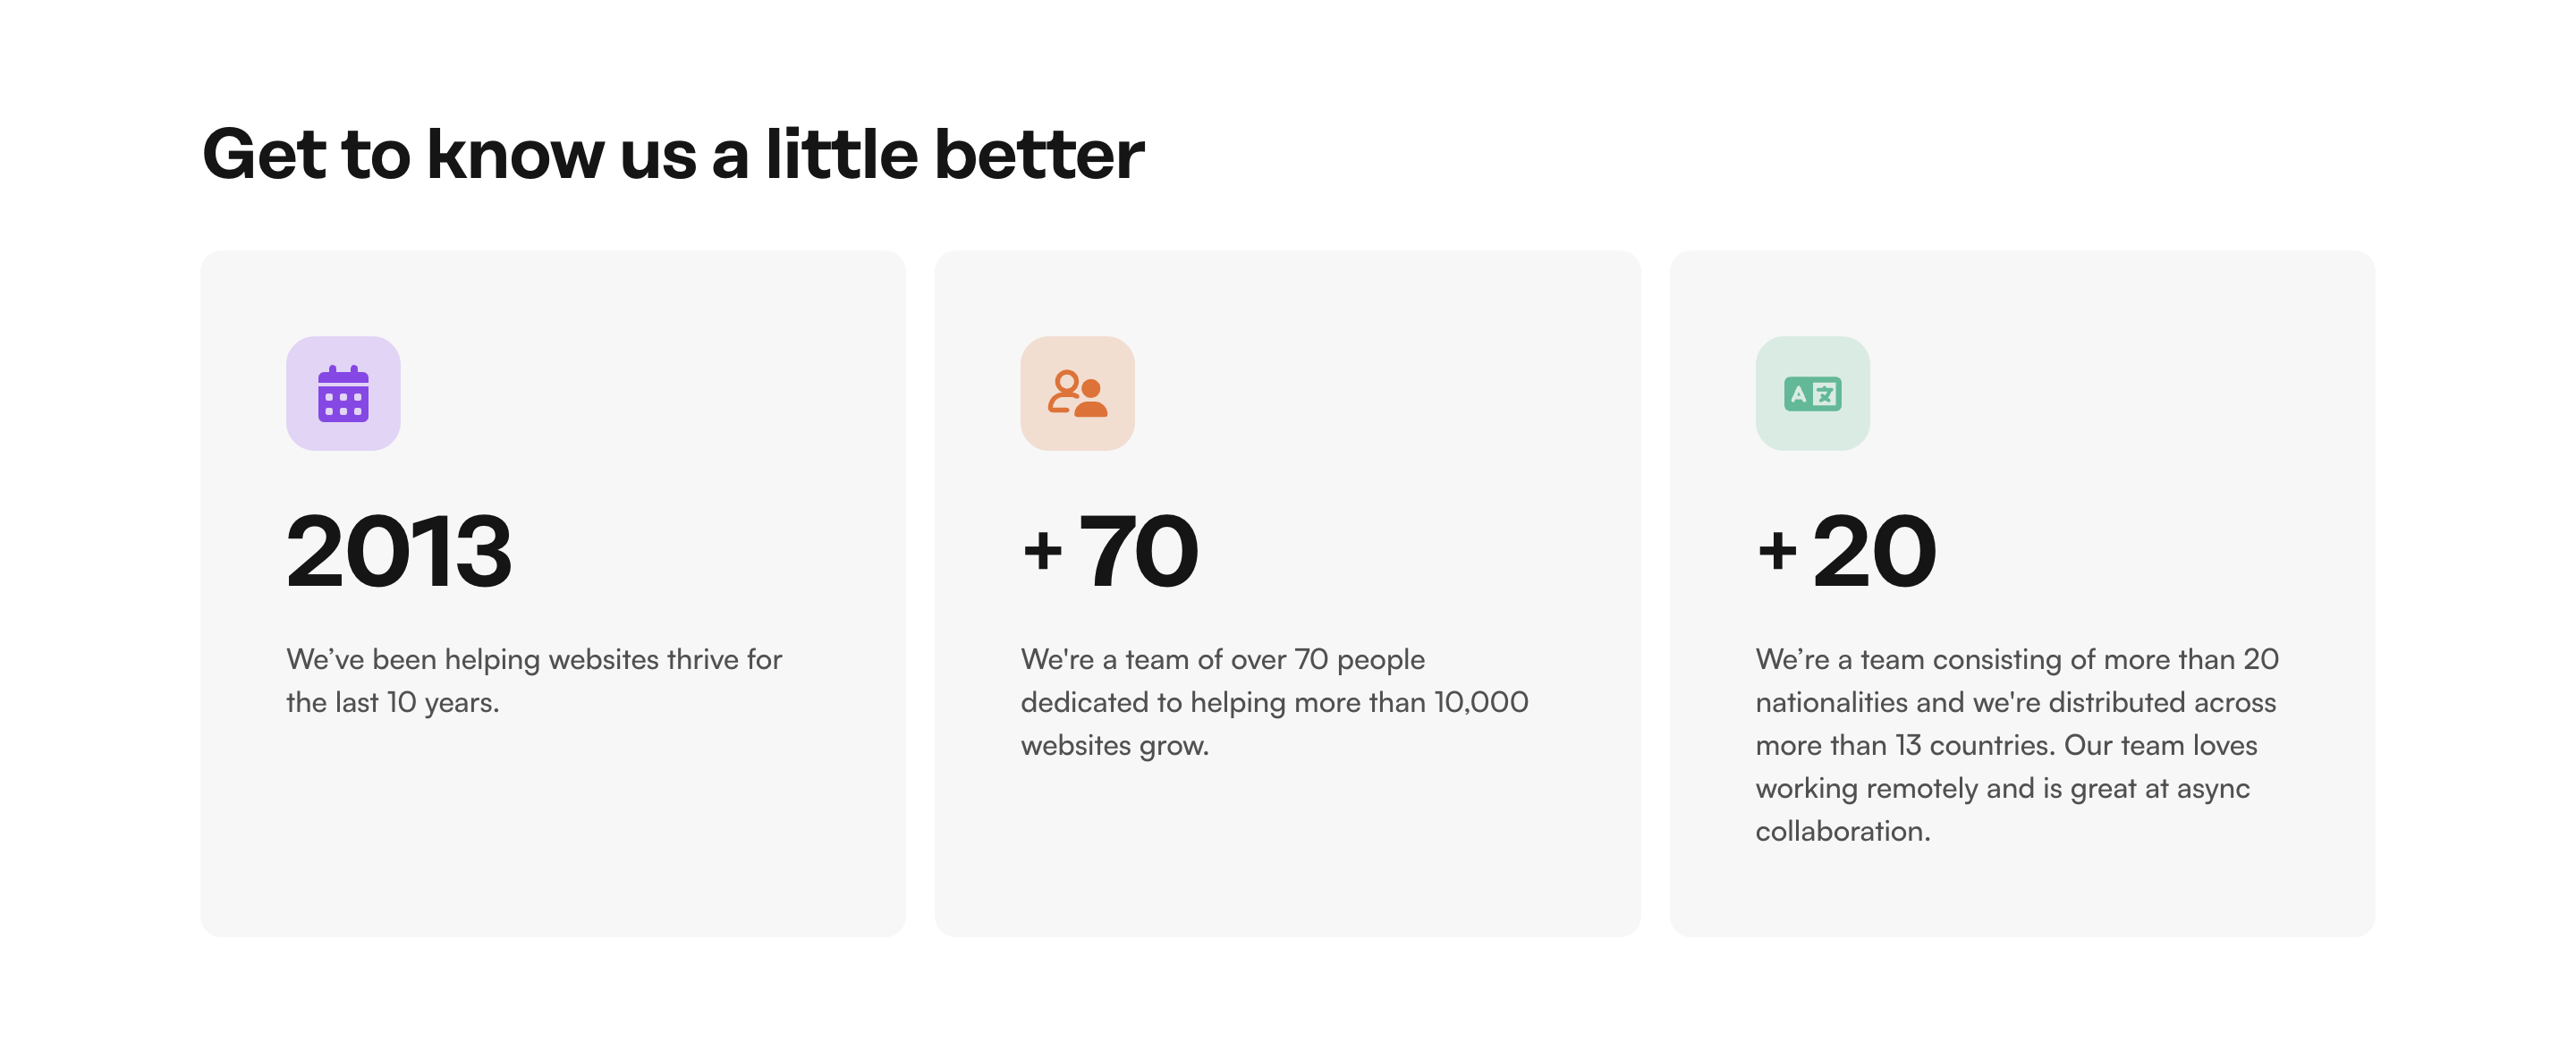 Get to know us a little better
2013
We’ve been helping websites thrive for
the last 10 years.
+ 70
We're a team of over 70 people
dedicated to helping more than 10,000
websites grow.
A 文
+ 20
We’re a team consisting of more than 20
nationalities and we're distributed across
more than 13 countries. Our team loves
working remotely and is great at async
collaboration.